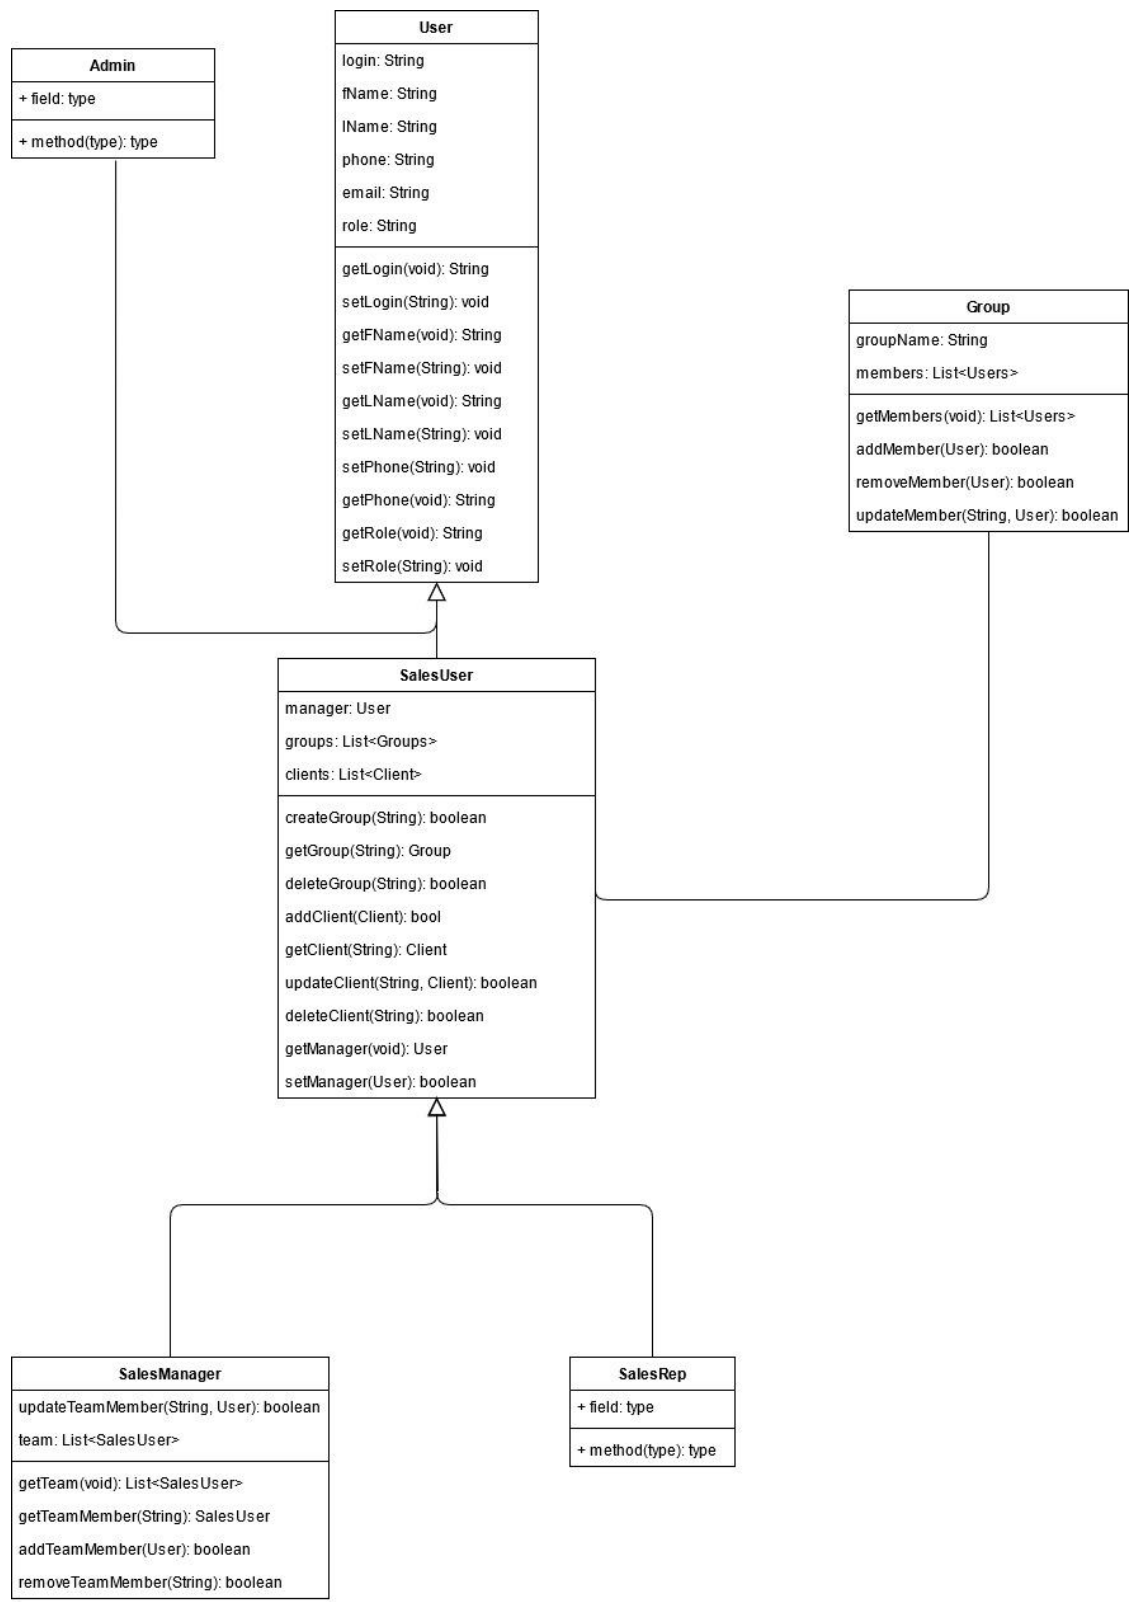 User
login: String
fName: String
lName: String
phone: String
email: String
role: String
getLogin(void): String
setLogin(String): void
getFName(void): String
setFName(String): void
getLName(void): String
setLName(String): void
setPhone(String): void
getPhone(void): String
getRole(void): String
setRole(String): void
Admin
+ field: type
+ method(type): type
Group
groupName: String
members: List<Users>
getMembers(void): List<Users>
addMember(User): boolean
removeMember(User): boolean
updateMember(String, User): boolean
SalesUser
manager: User
groups: List<Groups>
clients: List<Client>
createGroup(String): boolean
getGroup(String): Group
deleteGroup(String): boolean
addClient(Client): bool
getClient(String): Client
updateClient(String, Client): boolean
deleteClient(String): boolean
getManager(void): User
setManager(User): boolean
SalesManager
updateTeamMember(String, User): boolean
team: List<SalesUser>
getTeam(void): List<SalesUser>
getTeamMember(String): SalesUser
addTeamMember(User): boolean
removeTeamMember(String): boolean
SalesRep
+ field: type
+ method(type): type